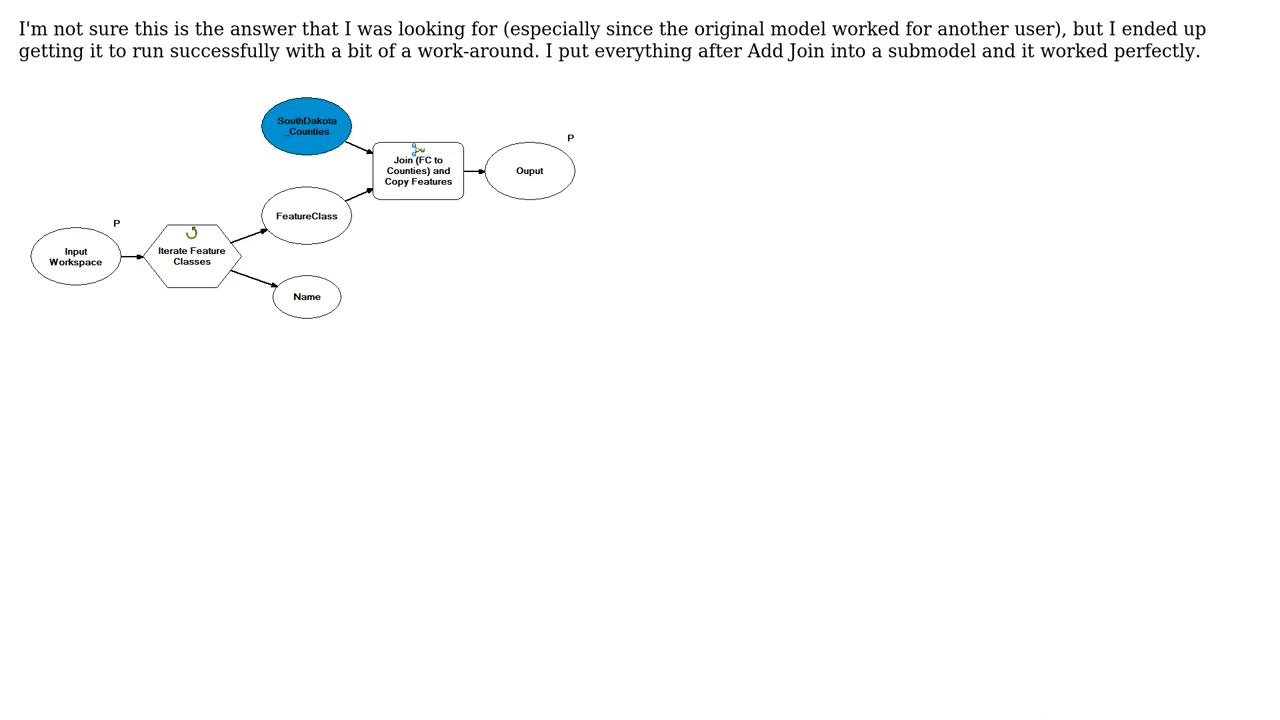 I'm not sure this is the answer that I was looking for (especially since the original model worked for another user), but I ended up
getting it to run successfully with a bit of a work-around. I put everything after Add Join into a submodel and it worked perfectly.
SouthDakota
_Counties
P
Join (FC to
Counties) and
Copy Features
Ouput
FeatureClass
P
Input
Workspace
Iterate Feature
Classes
Name